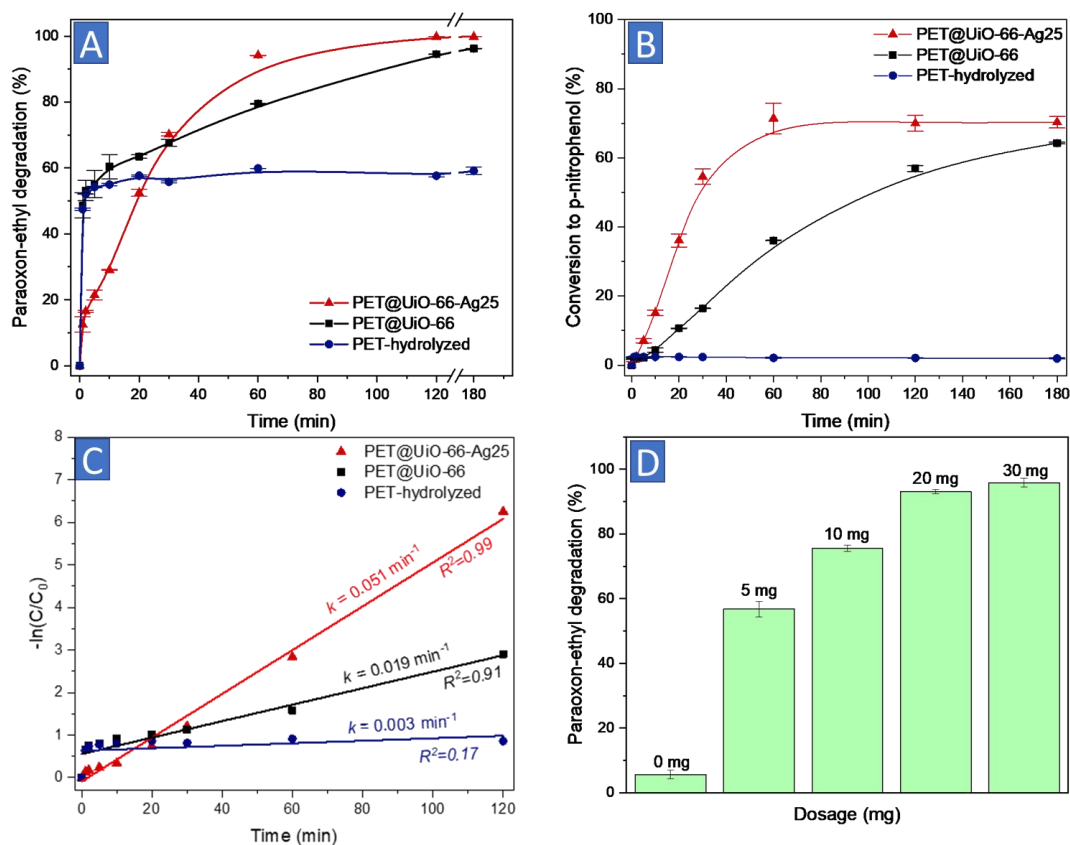 A
Paraoxon-ethyl degradation (%)
100
80
60
40
20
0
PET@UiO-66-Ag25
PET@UiO-66
PET-hydrolyzed
0 20 40 60 80 100 120 180
Time (min)
B
Conversion to p-nitrophenol (%)
100
80
60
40
20
0
PET@UiO-66-Ag25
PET@UiO-66
PET-hydrolyzed
0 20 40 60 80 100 120 140 160 180
Time (min)
C
-ln(C/C0)
8
7
6
5
4
3
2
1
0
PET@UiO-66-Ag25
PET@UiO-66
PET-hydrolyzed
k = 0.051 min⁻¹
R²=0.99
k = 0.019 min⁻¹
R²=0.91
k = 0.003 min⁻¹
R²=0.17
0 20 40 60 80 100 120
Time (min)
D
Paraoxon-ethyl degradation (%)
100
80
60
40
20
0
0 mg
5 mg
10 mg
20 mg
30 mg
Dosage (mg)